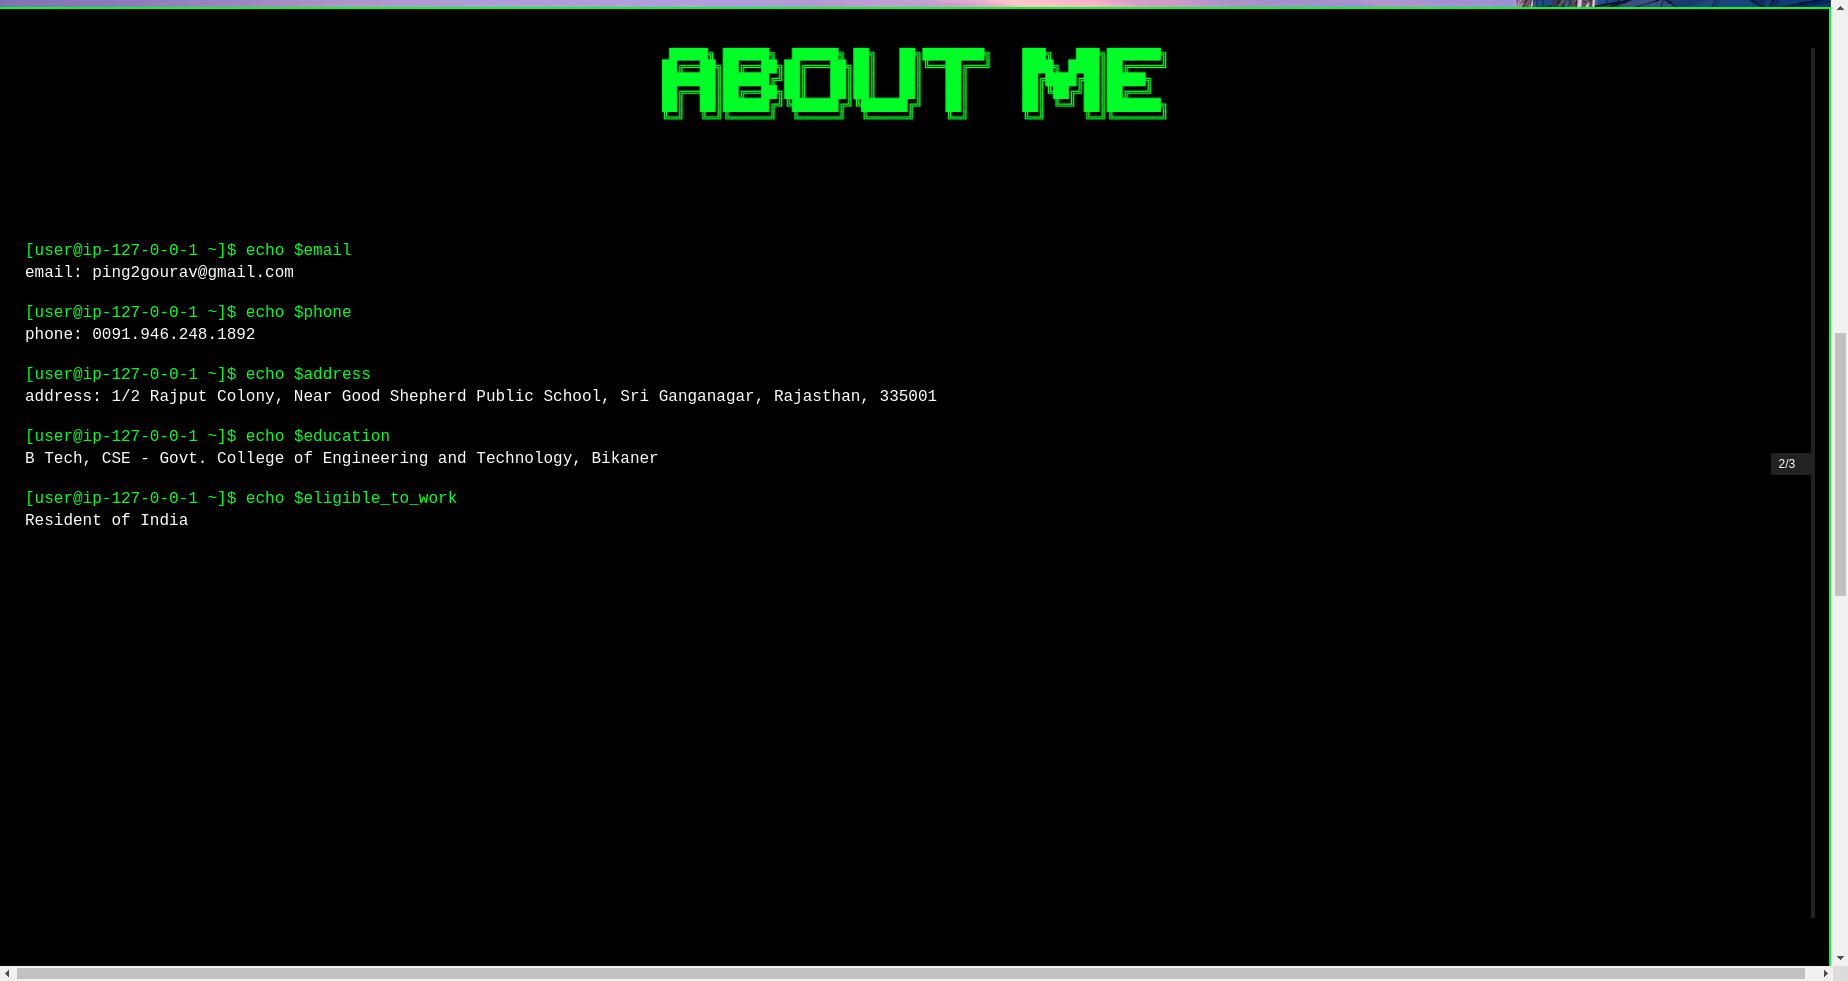 ABOUT ME
[user@ip-127-0-0-1 ~]$ echo $email
email: ping2gourav@gmail.com
[user@ip-127-0-0-1 ~]$ echo $phone
phone: 0091.946.248.1892
[user@ip-127-0-0-1 ~]$ echo $address
address: 1/2 Rajput Colony, Near Good Shepherd Public School, Sri Ganganagar, Rajasthan, 335001
[user@ip-127-0-0-1 ~]$ echo $education
B Tech, CSE - Govt. College of Engineering and Technology, Bikaner
2/3
[user@ip-127-0-0-1 ~]$ echo $eligible_to_work
Resident of India